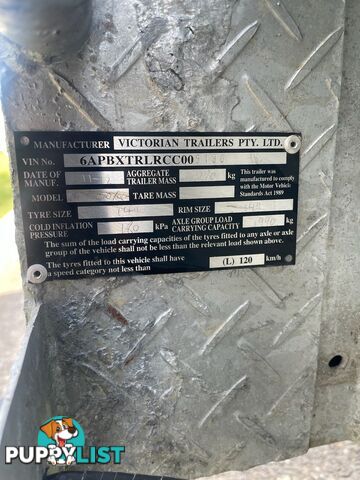 MANUFACTURER VICTORIAN TRAILERS PTY. LTD.
VIN No. 6APBXTRLRCC00
DATE OF MANUF. AGGREGATE TRAILER MASS kg
This trailer was manufactured to comply with the Motor Vehicle Standards Act 1989
MODEL TARE MASS
TYRE SIZE RIM SIZE
COLD INFLATION PRESSURE kPa AXLE GROUP LOAD CARRYING CAPACITY kg
The sum of the load carrying capacities of the tyres fitted to any axle or axle
group of the vehicle shall not be less than the relevant load shown above.
The tyres fitted to this vehicle shall have
a speed category not less than (L) 120 km/h
PUPPYLIST